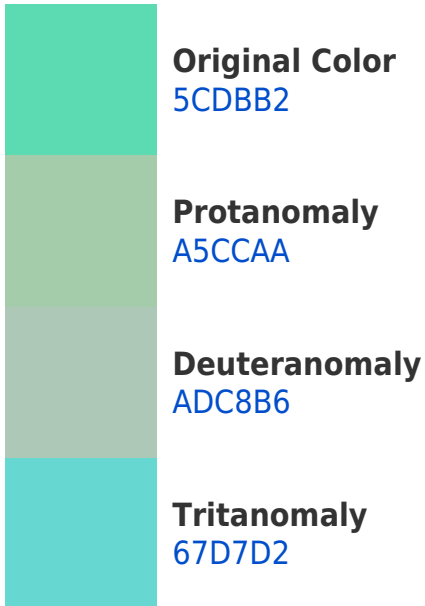 Original Color
5CDBB2
Protanomaly
A5CCAA
Deuteranomaly
ADC8B6
Tritanomaly
67D7D2